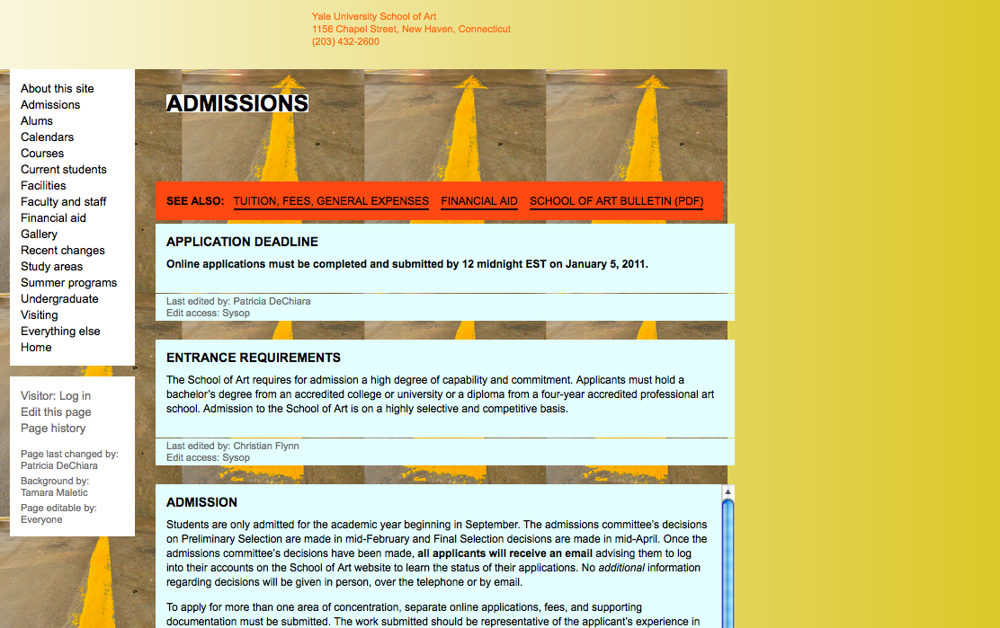 Yale University School of Art
1156 Chapel Street, New Haven, Connecticut
(203) 432-2600
About this site
Admissions
Alums
Calendars
Courses
Current students
Facilities
Faculty and staff
Financial aid
Gallery
Recent changes
Study areas
Summer programs
Undergraduate
Visiting
Everything else
Home
Visitor: Log in
Edit this page
Page history
Page last changed by:
Patricia DeChiara
Background by:
Tamara Maletic
Page editable by:
Everyone
ADMISSIONS
SEE ALSO: TUITION, FEES, GENERAL EXPENSES FINANCIAL AID SCHOOL OF ART BULLETIN (PDF)
APPLICATION DEADLINE
Online applications must be completed and submitted by 12 midnight EST on January 5, 2011.
Last edited by: Patricia DeChiara
Edit access: Sysop
ENTRANCE REQUIREMENTS
The School of Art requires for admission a high degree of capability and commitment. Applicants must hold a
bachelor’s degree from an accredited college or university or a diploma from a four-year accredited professional art
school. Admission to the School of Art is on a highly selective and competitive basis.
Last edited by: Christian Flynn
Edit access: Sysop
ADMISSION
Students are only admitted for the academic year beginning in September. The admissions committee’s decisions
on Preliminary Selection are made in mid-February and Final Selection decisions are made in mid-April. Once the
admissions committee’s decisions have been made, all applicants will receive an email advising them to log
into their accounts on the School of Art website to learn the status of their applications. No additional information
regarding decisions will be given in person, over the telephone or by email.
To apply for more than one area of concentration, separate online applications, fees, and supporting
documentation must be submitted. The work submitted should be representative of the applicant’s experience in